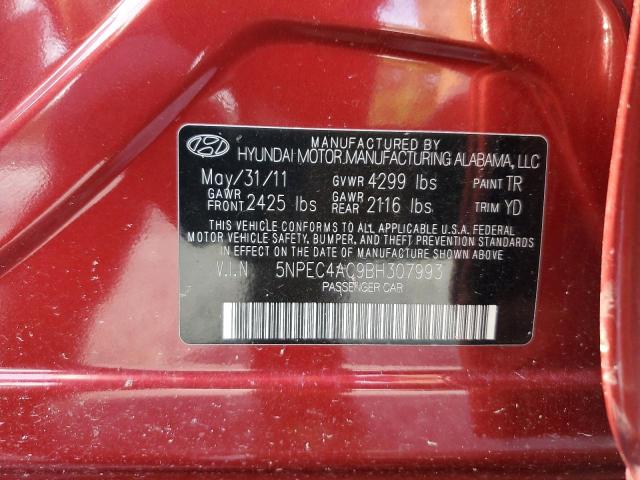 MANUFACTURED BY
HYUNDAI MOTOR MANUFACTURING ALABAMA, LLC
May/31/11 GVWR 4299 lbs PAINT TR
GAWR FRONT 2425 lbs GAWR REAR 2116 lbs TRIM YD
THIS VEHICLE CONFORMS TO ALL APPLICABLE U.S.A. FEDERAL
MOTOR VEHICLE SAFETY, BUMPER, AND THEFT PREVENTION
STANDARDS IN EFFECT ON THE DATE OF MANUFACTURE SHOWN ABOVE
V.I.N 5NPEC4AC9BH307993
PASSENGER CAR